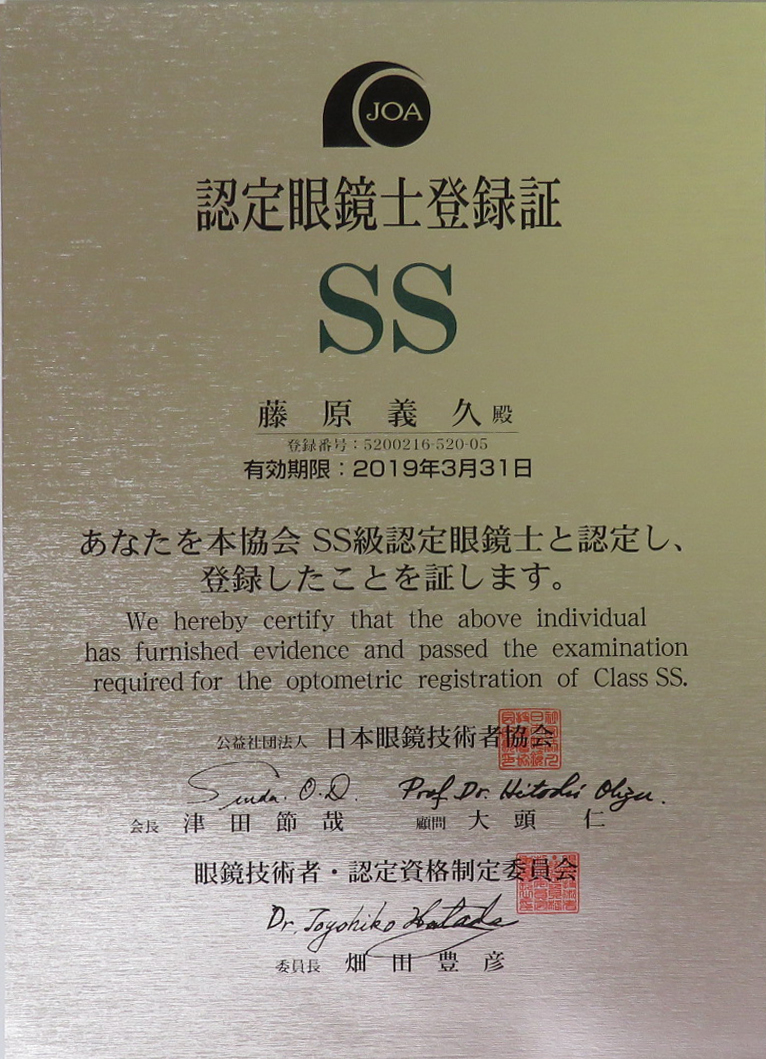 JOA
認定眼鏡士登録証
SS
藤原義久殿
登録番号：5200216-520-05
有効期限：2019年3月31日
あなたを本協会 SS級認定眼鏡士と認定し、
登録したことを証します。
We hereby certify that the above individual
has furnished evidence and passed the examination
required for the optometric registration of Class SS.
公益社団法人 日本眼鏡技術者協会
O.D. Prof. Dr. Hitoshi
会長 津田節哉 顧問 大頭仁
眼鏡技術者・認定資格制定委員会
Dr. Toyohiko Hatada
委員長 畑田豊彦